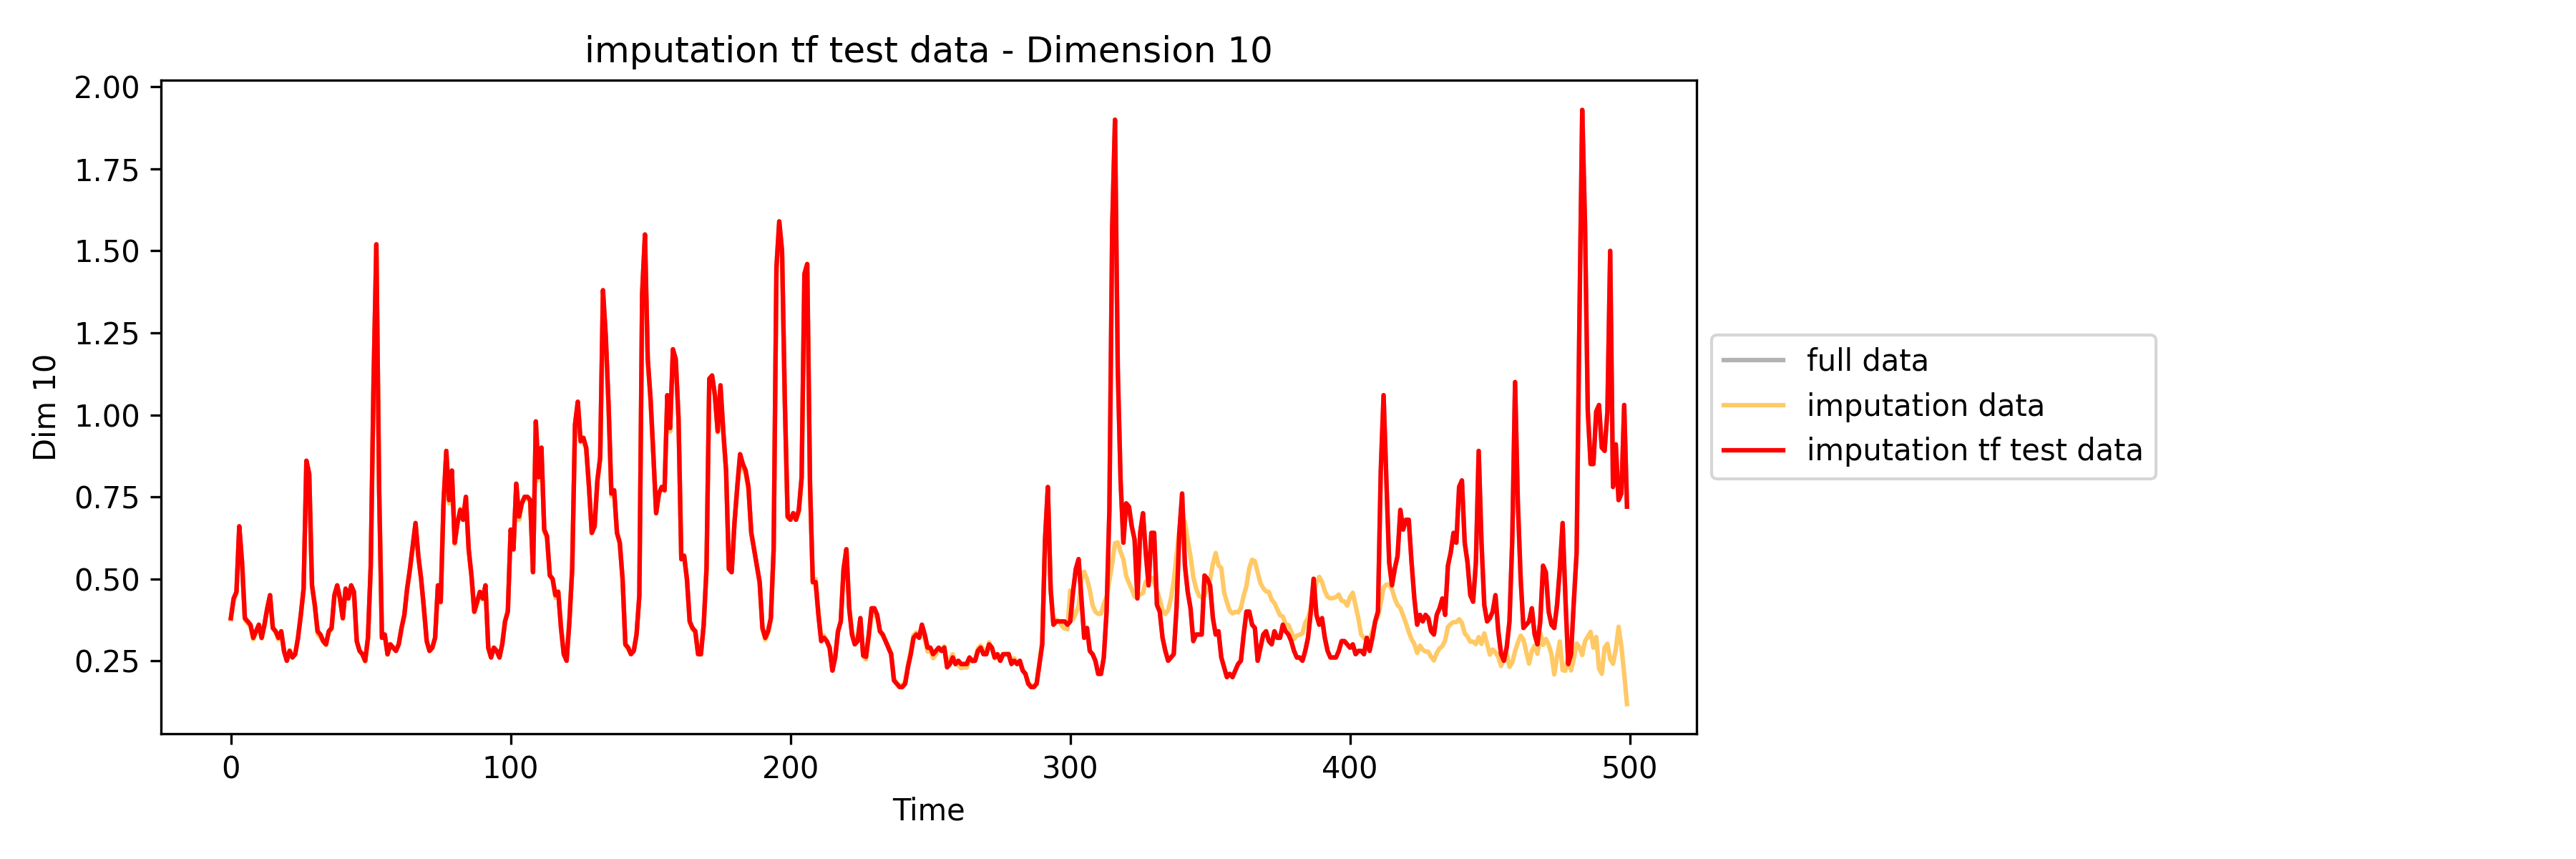 imputation tf test data - Dimension 10
2.00
1.75
1.50
1.25
1.00
0.75
0.50
0.25
Dim 10
0 100 200 300 400 500
Time
full data
imputation data
imputation tf test data